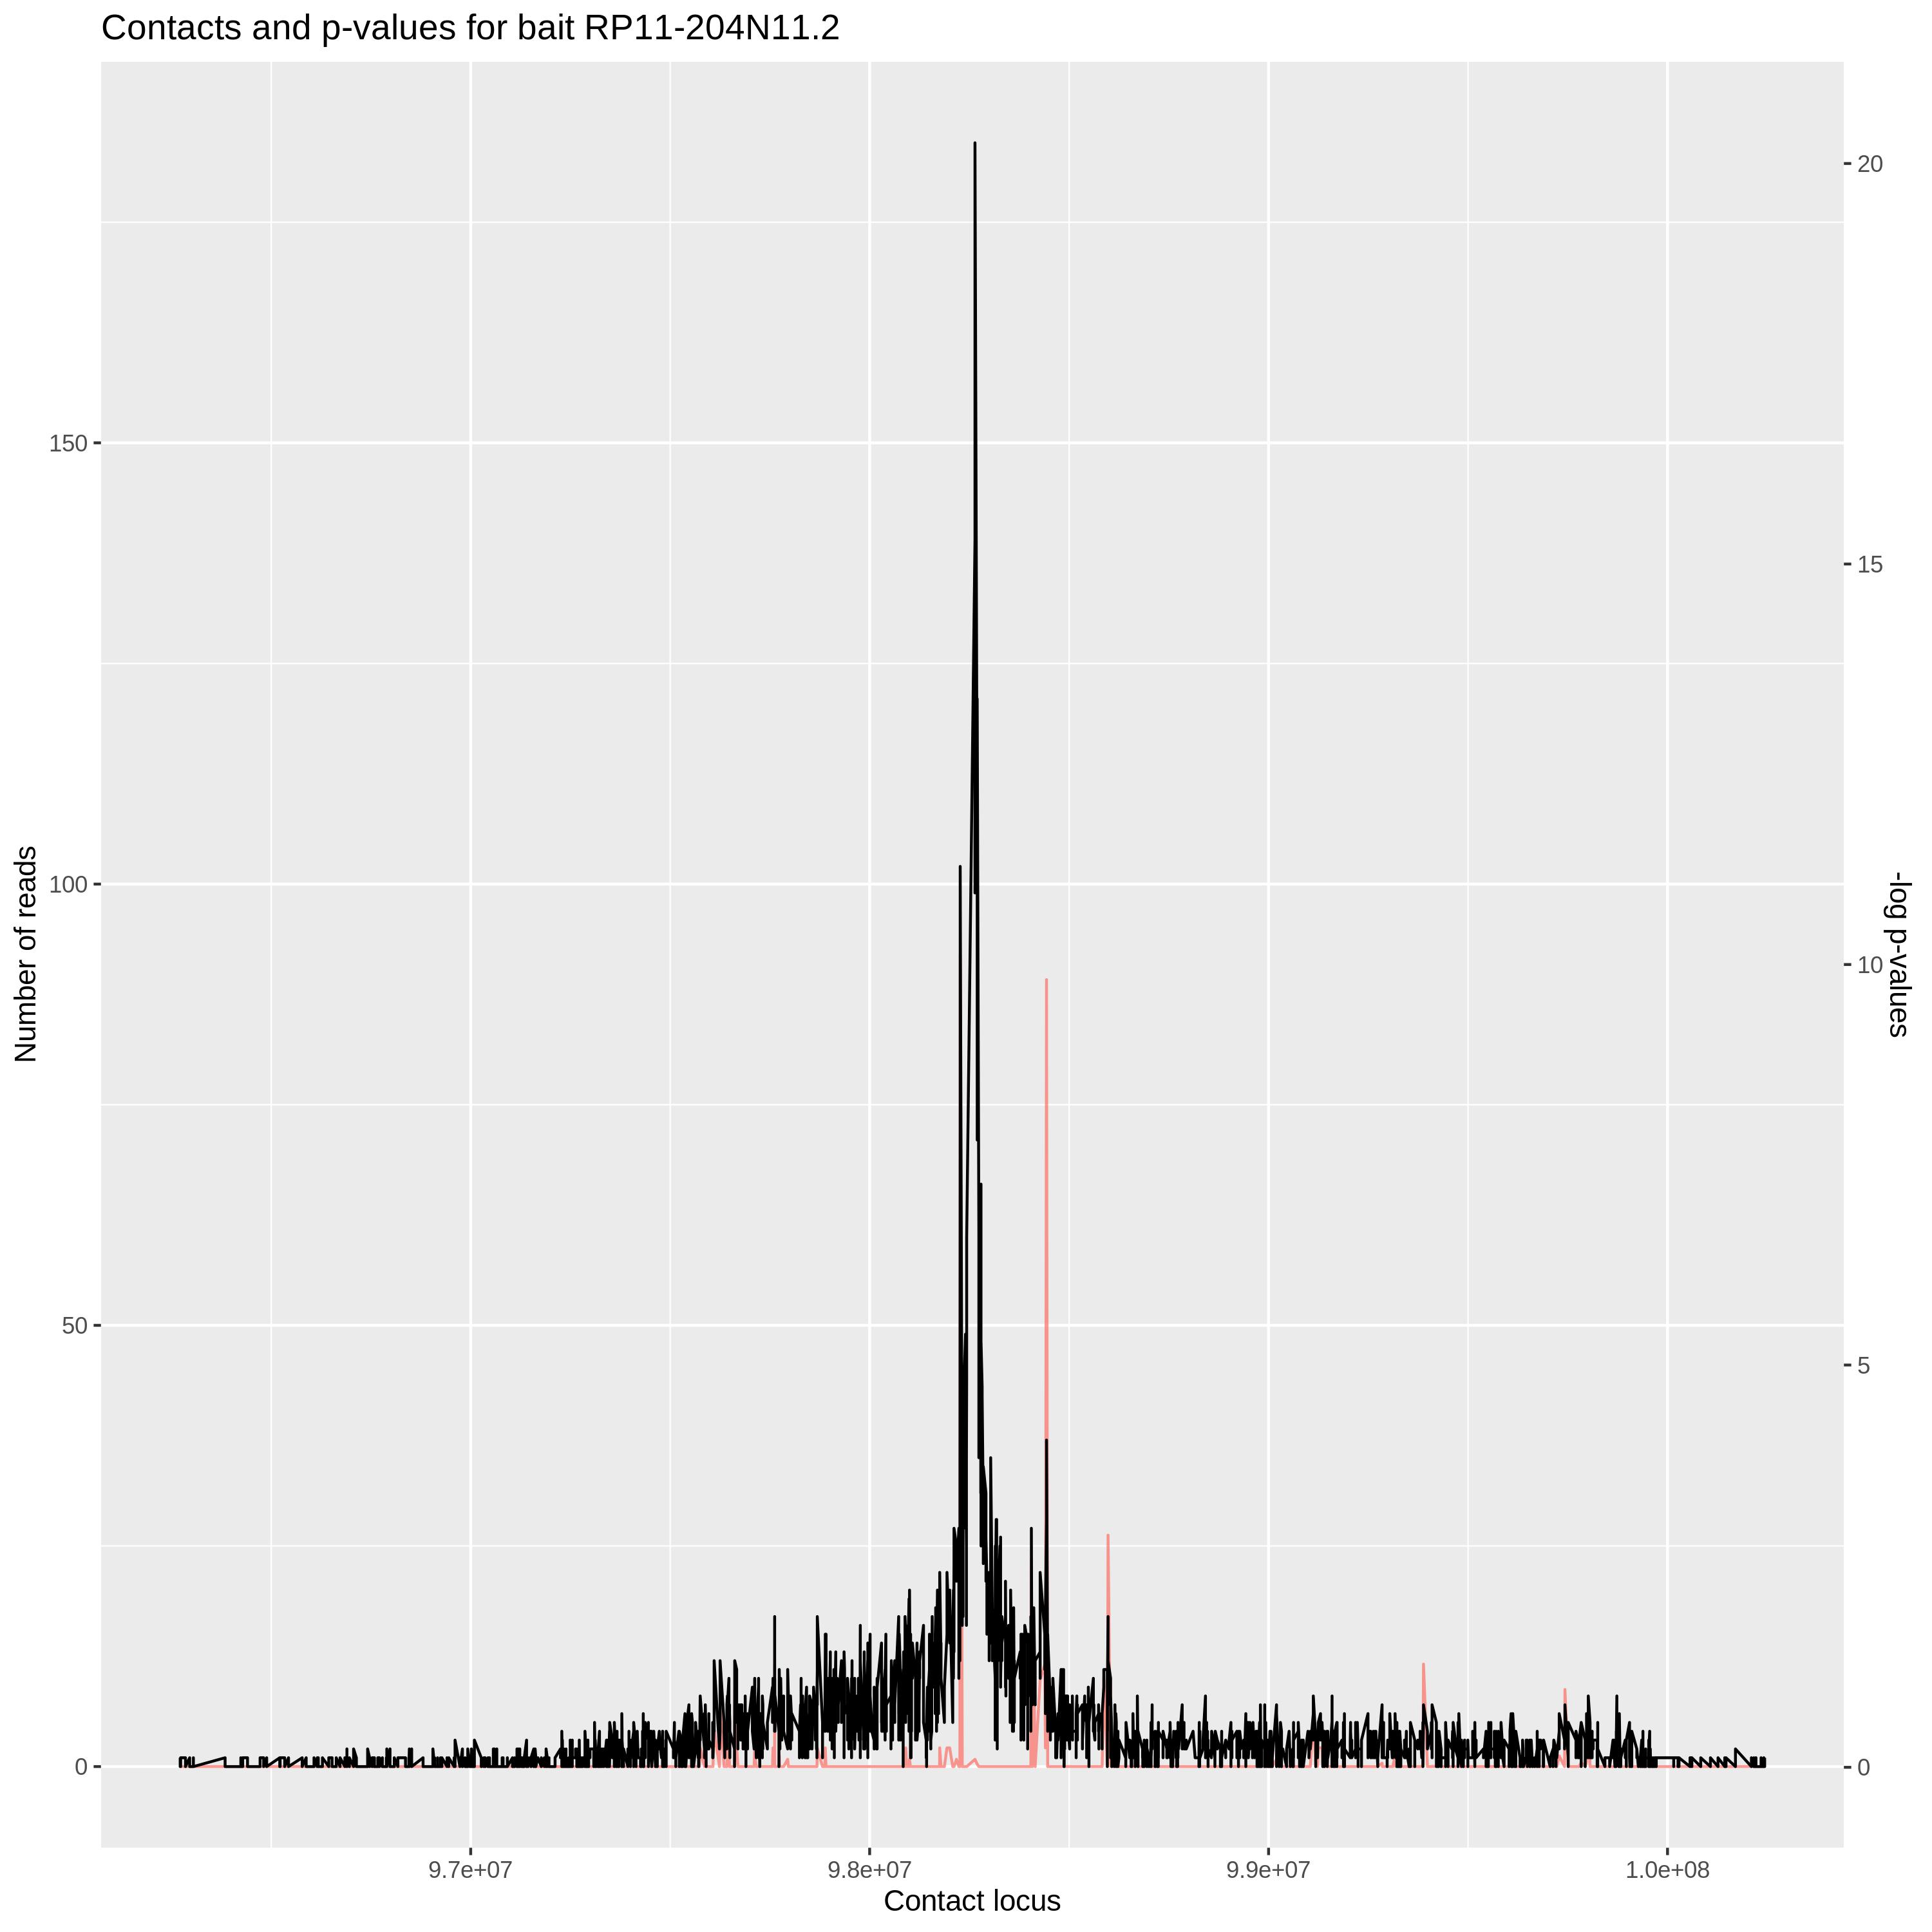 Contacts and p-values for bait RP11-204N11.2
Number of reads
150
100
50
0
20
15
10
5
0
-log p-values
9.7e+07
9.8e+07
9.9e+07
1.0e+08
Contact locus